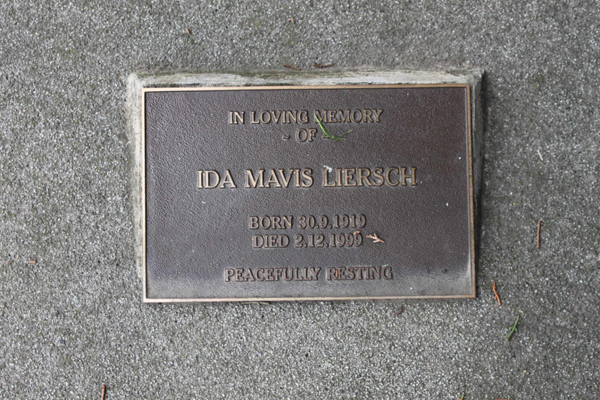 IN LOVING MEMORY
- OF -
IDA MAVIS LIERSCH
BORN 30.9.1919
DIED 2.12.1999
PEACEFULLY RESTING